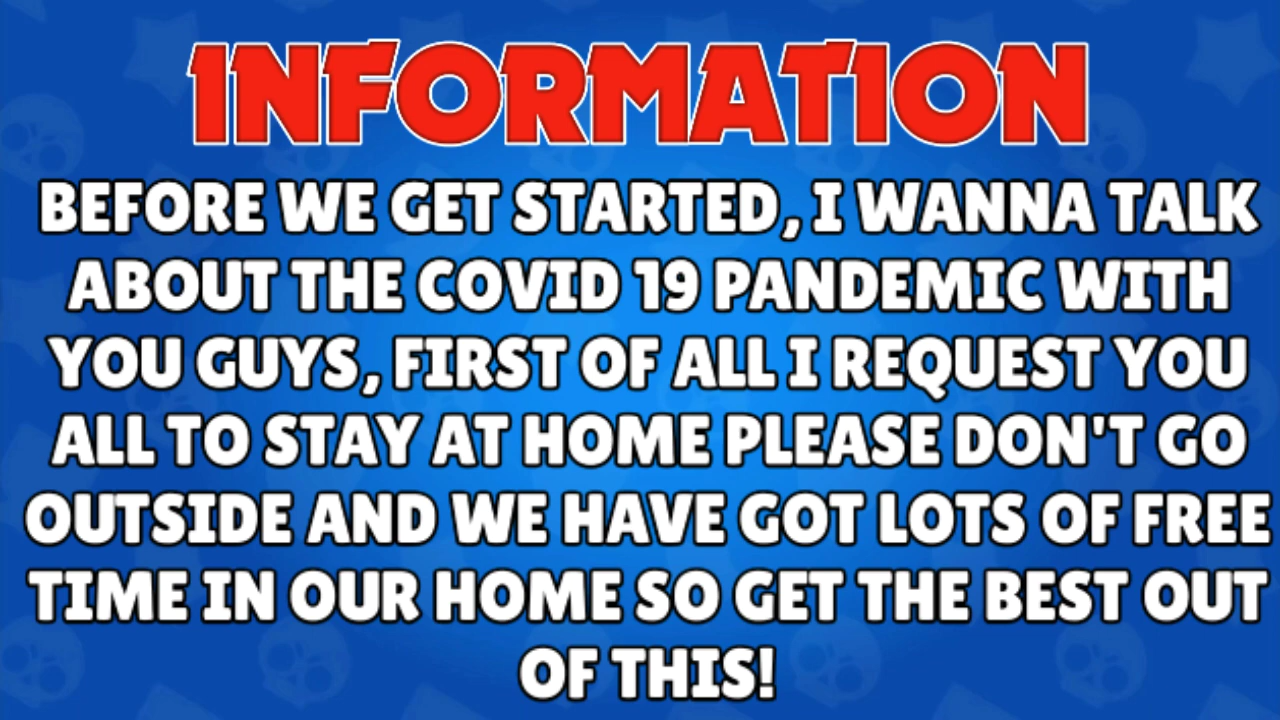 INFORMATION
BEFORE WE GET STARTED, I WANNA TALK
ABOUT THE COVID 19 PANDEMIC WITH
YOU GUYS, FIRST OF ALL I REQUEST YOU
ALL TO STAY AT HOME PLEASE DON'T GO
OUTSIDE AND WE HAVE GOT LOTS OF FREE
TIME IN OUR HOME SO GET THE BEST OUT
OF THIS!